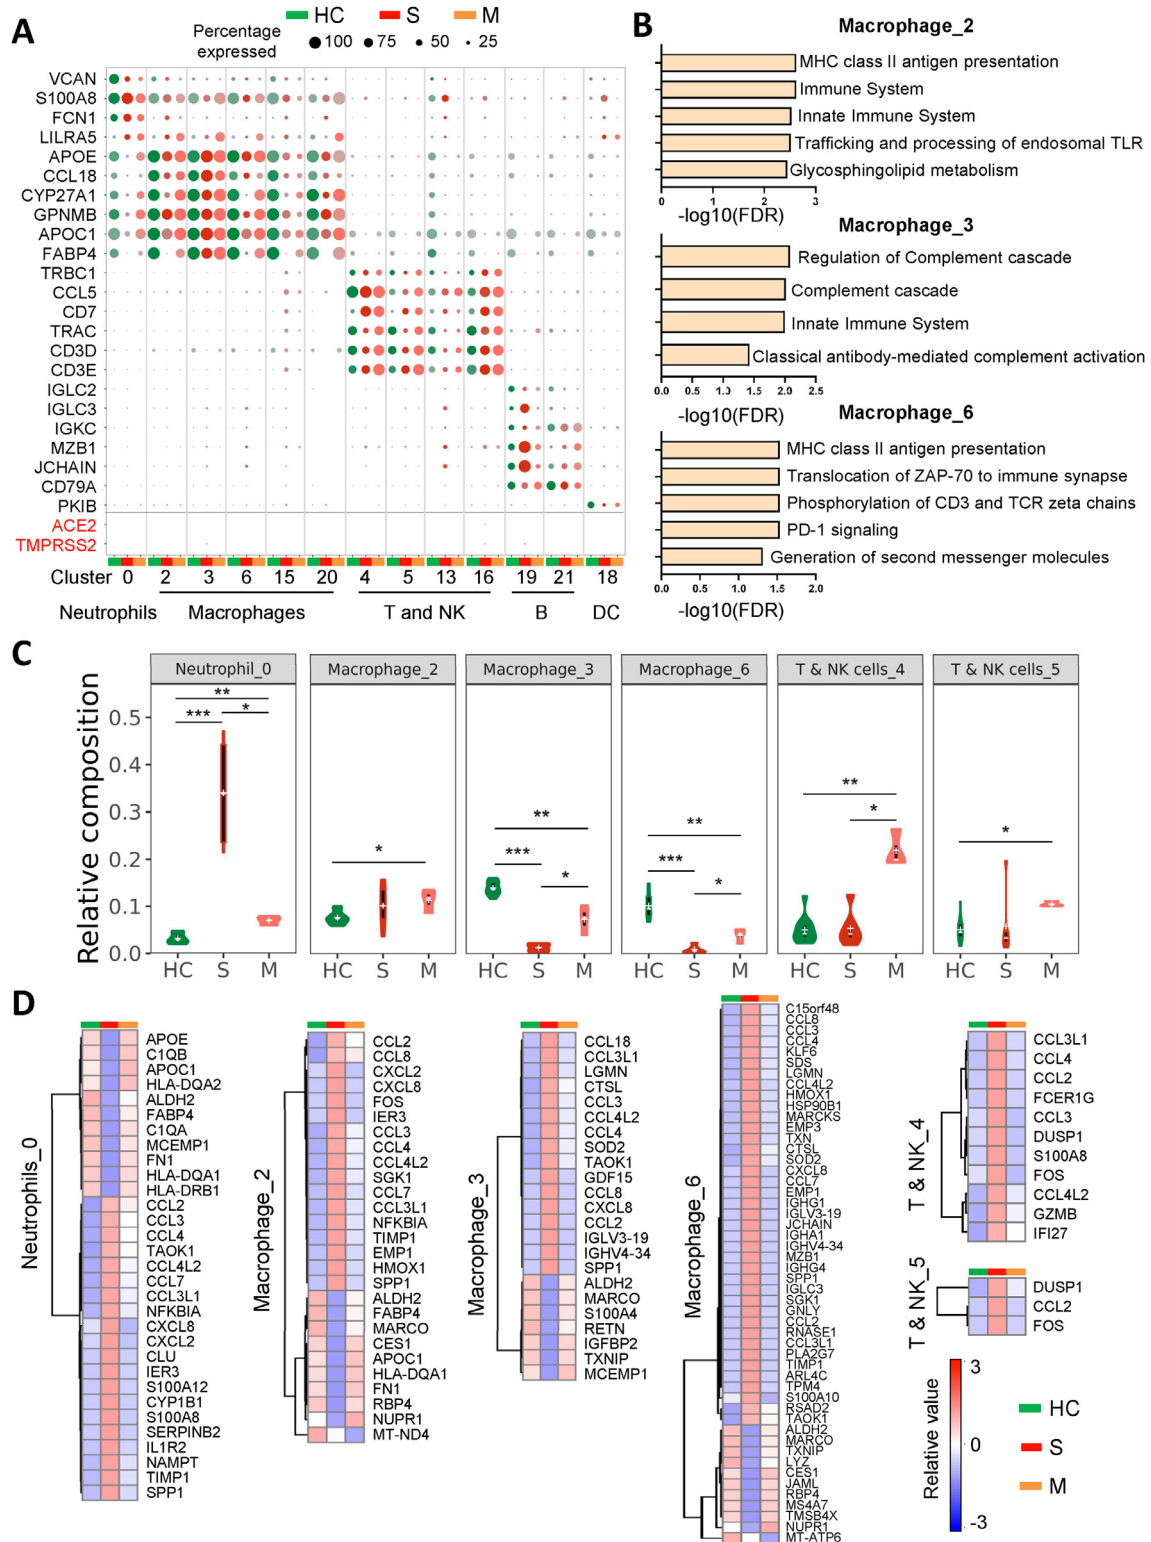 A
HC S M
Percentage
expressed
100 75 50 25
VCAN
S100A8
FCN1
LILRA5
APOE
CCL18
CYP27A1
GPNMB
APOC1
FABP4
TRBC1
CCL5
CD7
TRAC
CD3D
CD3E
IGLC2
IGLC3
IGKC
MZB1
JCHAIN
CD79A
PKIB
ACE2
TMPRSS2
Cluster 0 2 3 6 15 20 4 5 13 16 19 21 18
Neutrophils Macrophages T and NK B DC
B
Macrophage_2
MHC class II antigen presentation
Immune System
Innate Immune System
Trafficking and processing of endosomal TLR
Glycosphingolipid metabolism
0 1 2 3
-log10(FDR)
Macrophage_3
Regulation of Complement cascade
Complement cascade
Innate Immune System
Classical antibody-mediated complement activation
0.0 0.5 1.0 1.5 2.0 2.5
-log10(FDR)
Macrophage_6
MHC class II antigen presentation
Translocation of ZAP-70 to immune synapse
Phosphorylation of CD3 and TCR zeta chains
PD-1 signaling
Generation of second messenger molecules
0.0 0.5 1.0 1.5 2.0
-log10(FDR)
C
Relative composition
0.5
0.4
0.3
0.2
0.1
0.0
Neutrophil_0 Macrophage_2 Macrophage_3 Macrophage_6 T & NK cells_4 T & NK cells_5
** *** *
*
** *** *
** *** *
** *
*
HC S M HC S M HC S M HC S M HC S M HC S M
D
Neutrophils_0
APOE
C1QB
APOC1
HLA-DQA2
ALDH2
FABP4
C1QA
MCEMP1
FN1
HLA-DQA1
HLA-DRB1
CCL2
CCL3
CCL4
TAOK1
CCL4L2
CCL7
CCL3L1
NFKBIA
CXCL8
CXCL2
CLU
IER3
S100A12
CYP1B1
S100A8
SERPINB2
IL1R2
NAMPT
TIMP1
SPP1
Macrophage_2
CCL2
CCL8
CXCL2
CXCL8
FOS
IER3
CCL3
CCL4
CCL4L2
SGK1
CCL7
CCL3L1
NFKBIA
TIMP1
EMP1
HMOX1
SPP1
ALDH2
FABP4
MARCO
CES1
APOC1
HLA-DQA1
FN1
RBP4
NUPR1
MT-ND4
Macrophage_3
CCL18
CCL3L1
LGMN
CTSL
CCL3
CCL4L2
CCL4
SOD2
TAOK1
GDF15
CCL8
CXCL8
CCL2
IGLV3-19
IGHV4-34
SPP1
ALDH2
MARCO
S100A4
RETN
IGFBP2
TXNIP
MCEMP1
Macrophage_6
C15orf48
CCL8
CCL3
CCL4
KLF6
SDS
LGMN
CCL4L2
HMOX1
HSP90B1
MARCKS
EMP3
TXN
CTSL
SOD2
CXCL8
CCL7
EMP1
IGHG1
IGLV3-19
JCHAIN
IGHA1
IGHV4-34
MZB1
IGHG4
SPP1
IGLC3
SGK1
GNLY
CCL2
RNASE1
CCL3L1
PLA2G7
TIMP1
ARL4C
TPM4
S100A10
RSAD2
TAOK1
ALDH2
MARCO
TXNIP
LYZ
CES1
JAML
RBP4
MS4A7
TMSB4X
NUPR1
MT-ATP6
T & NK_4
CCL3L1
CCL4
CCL2
FCER1G
CCL3
DUSP1
S100A8
FOS
CCL4L2
GZMB
IFI27
T & NK_5
DUSP1
CCL2
FOS
Relative value
3
0
-3
HC
S
M